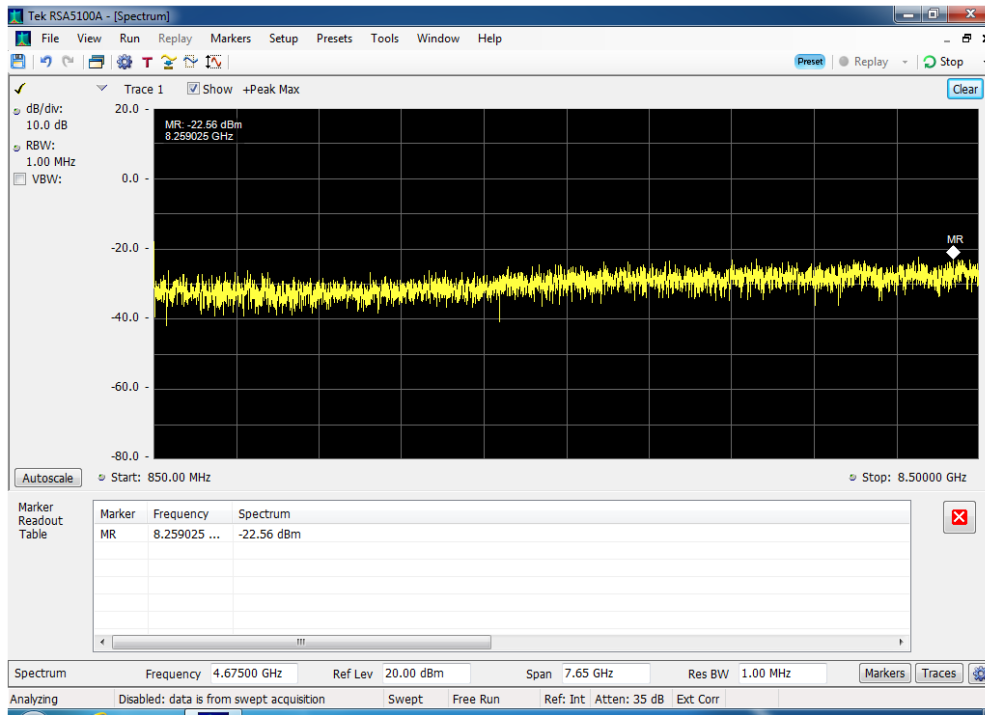 Tek RSA5100A - [Spectrum]
File View Run Replay Markers Setup Presets Tools Window Help
T Preset Replay Stop
Trace 1 Show +Peak Max Clear
dB/div:
10.0 dB
RBW:
1.00 MHz
VBW:
20.0 -
0.0 -
-20.0 -
-40.0 -
-60.0 -
-80.0 -
MR: -22.56 dBm
8.259025 GHz
MR
Autoscale Start: 850.00 MHz Stop: 8.50000 GHz
Marker
Readout
Table
Marker Frequency Spectrum
MR 8.259025 ... -22.56 dBm
Spectrum Frequency 4.67500 GHz Ref Lev 20.00 dBm Span 7.65 GHz Res BW 1.00 MHz Markers Traces
Analyzing Disabled: data is from swept acquisition Swept Free Run Ref: Int Atten: 35 dB Ext Corr